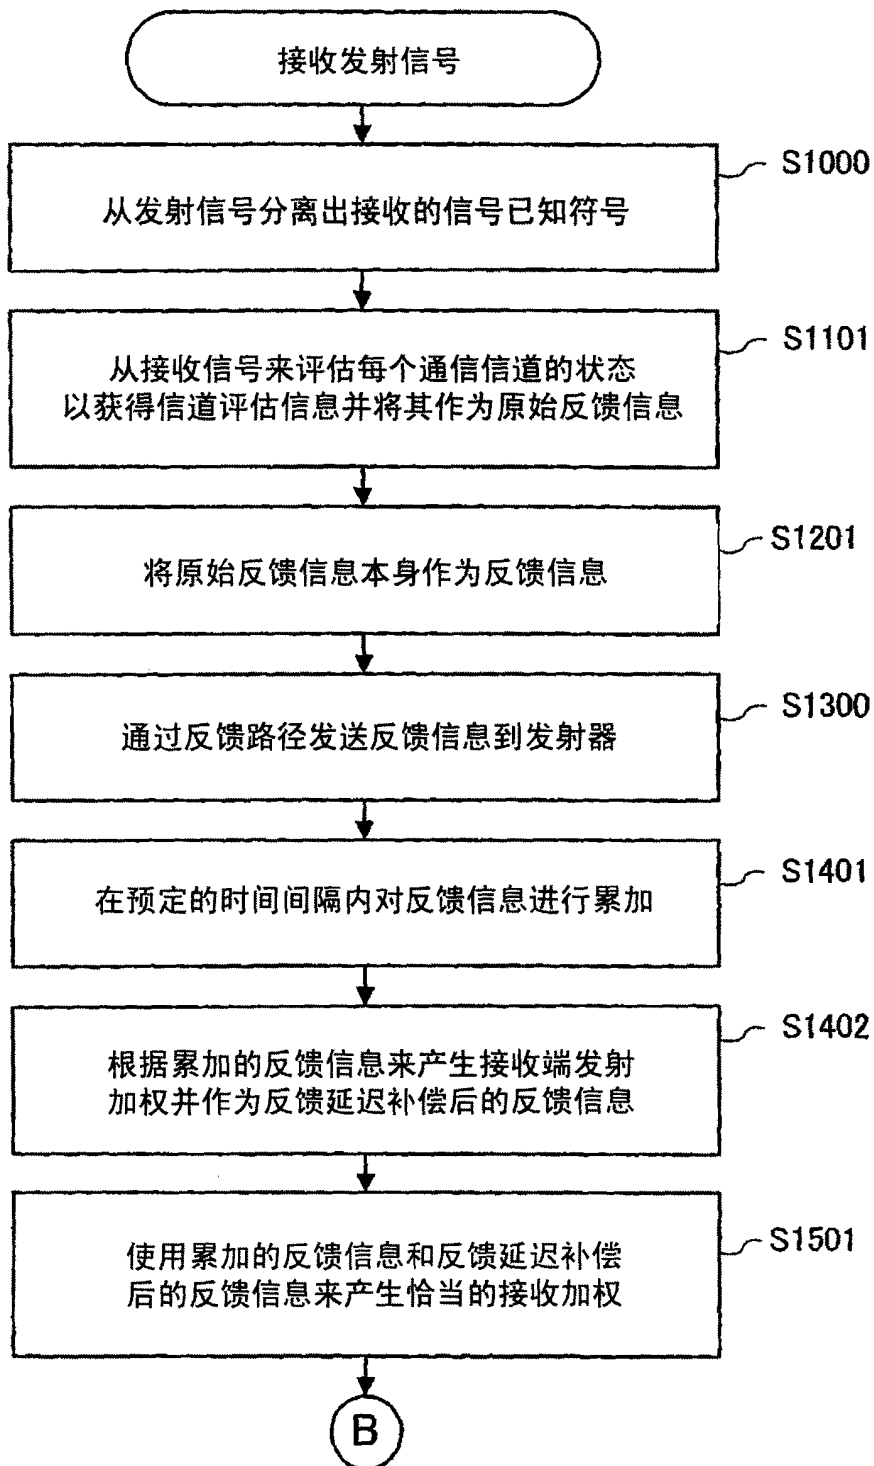 接收发射信号
S1000
从发射信号分离出接收的信号已知符号
S1101
从接收信号来评估每个通信信道的状态
以获得信道评估信息并将其作为原始反馈信息
S1201
将原始反馈信息本身作为反馈信息
S1300
通过反馈路径发送反馈信息到发射器
S1401
在预定的时间间隔内对反馈信息进行累加
S1402
根据累加的反馈信息来产生接收端发射
加权并作为反馈延迟补偿后的反馈信息
S1501
使用累加的反馈信息和反馈延迟补偿
后的反馈信息来产生恰当的接收加权
B